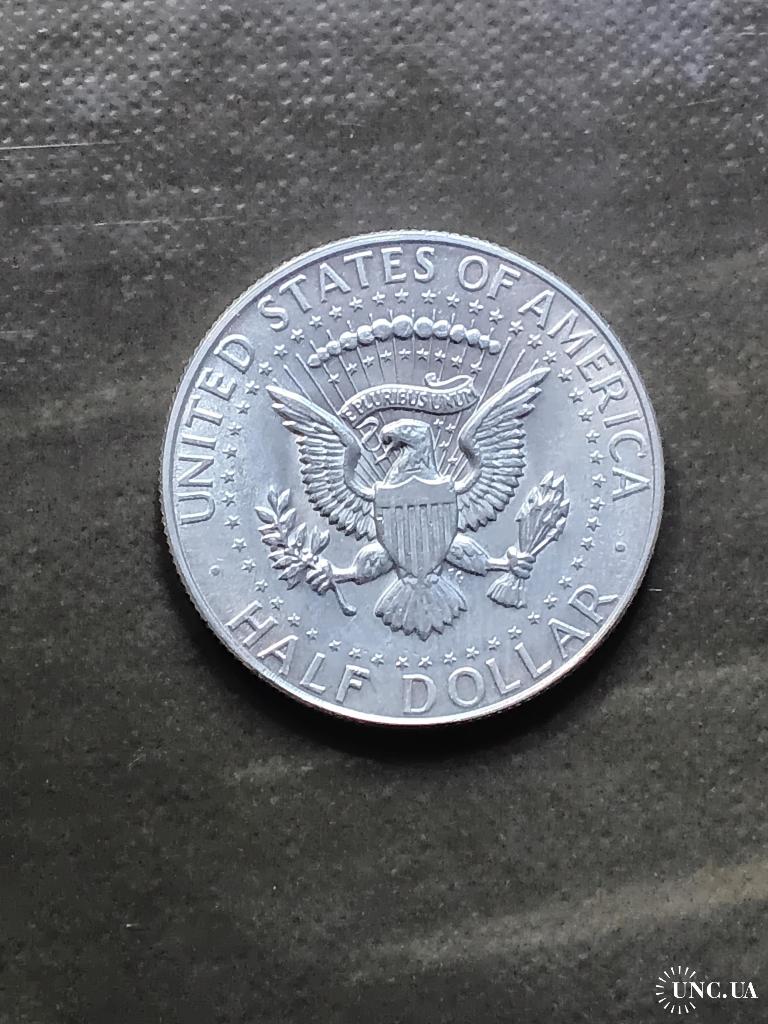 UNITED STATES OF AMERICA
E PLURIBUS UNUM
HALF DOLLAR
UNC.UA